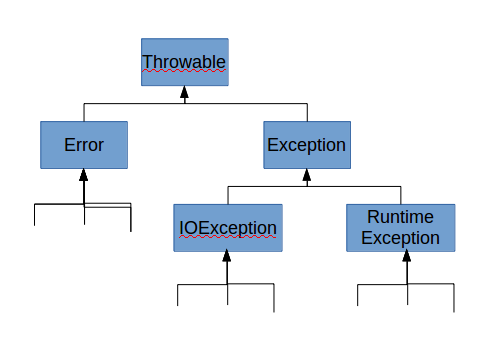 Throwable
Error
Exception
IOException
Runtime
Exception